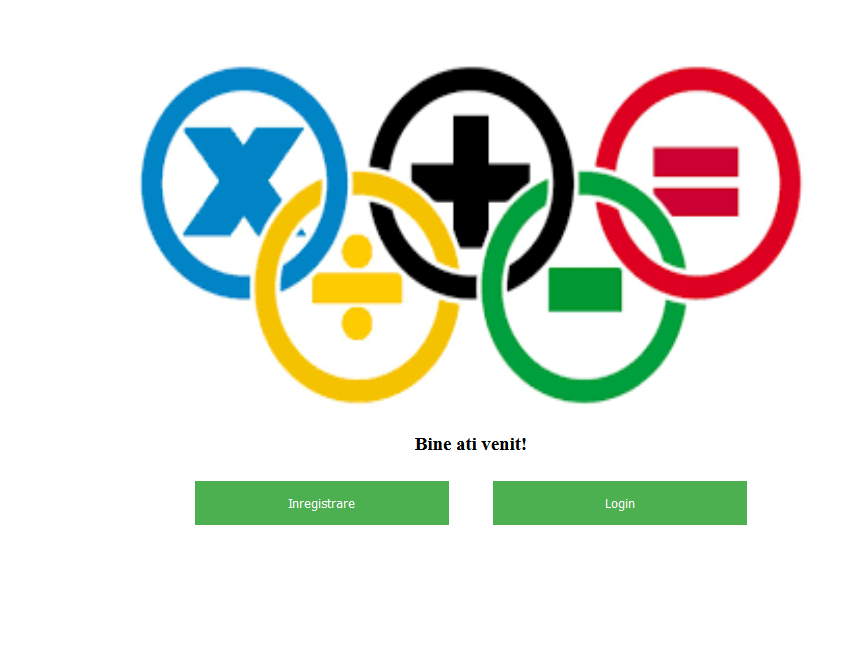 x + =
÷ -
Bine ati venit!
Inregistrare Login